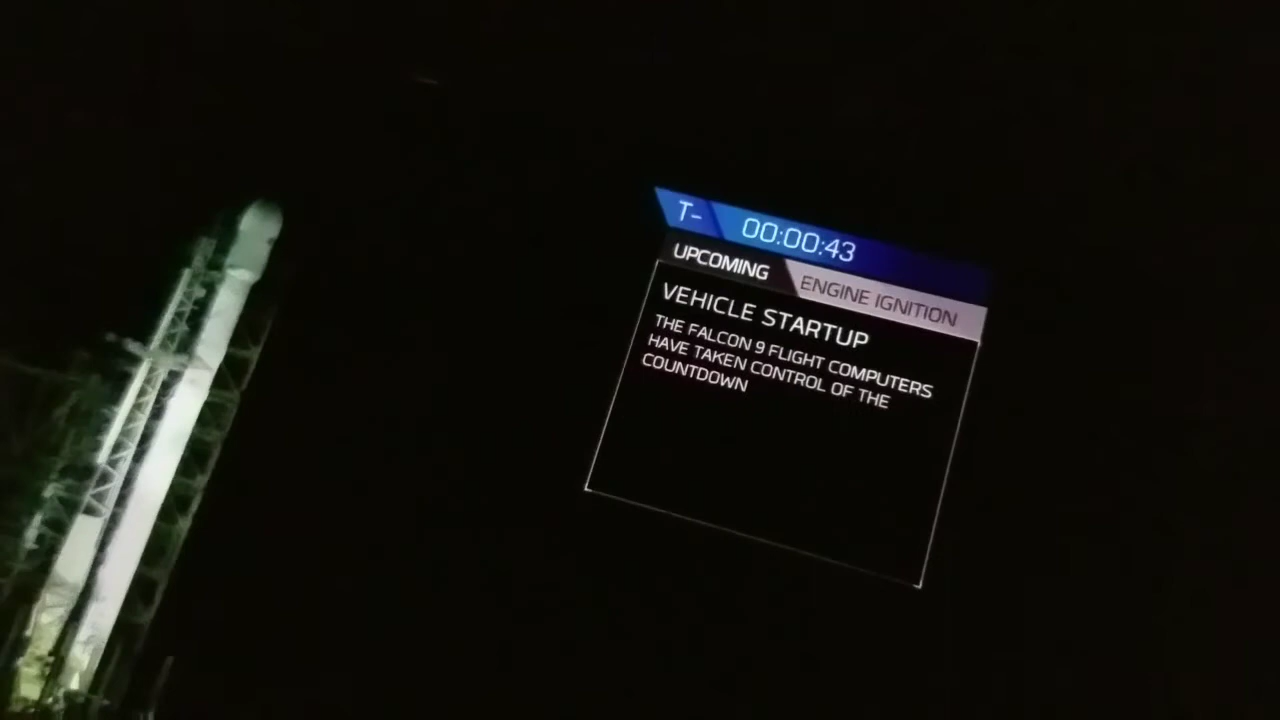 T- 00:00:43
UPCOMING ENGINE IGNITION
VEHICLE STARTUP
THE FALCON 9 FLIGHT COMPUTERS
HAVE TAKEN CONTROL OF THE
COUNTDOWN